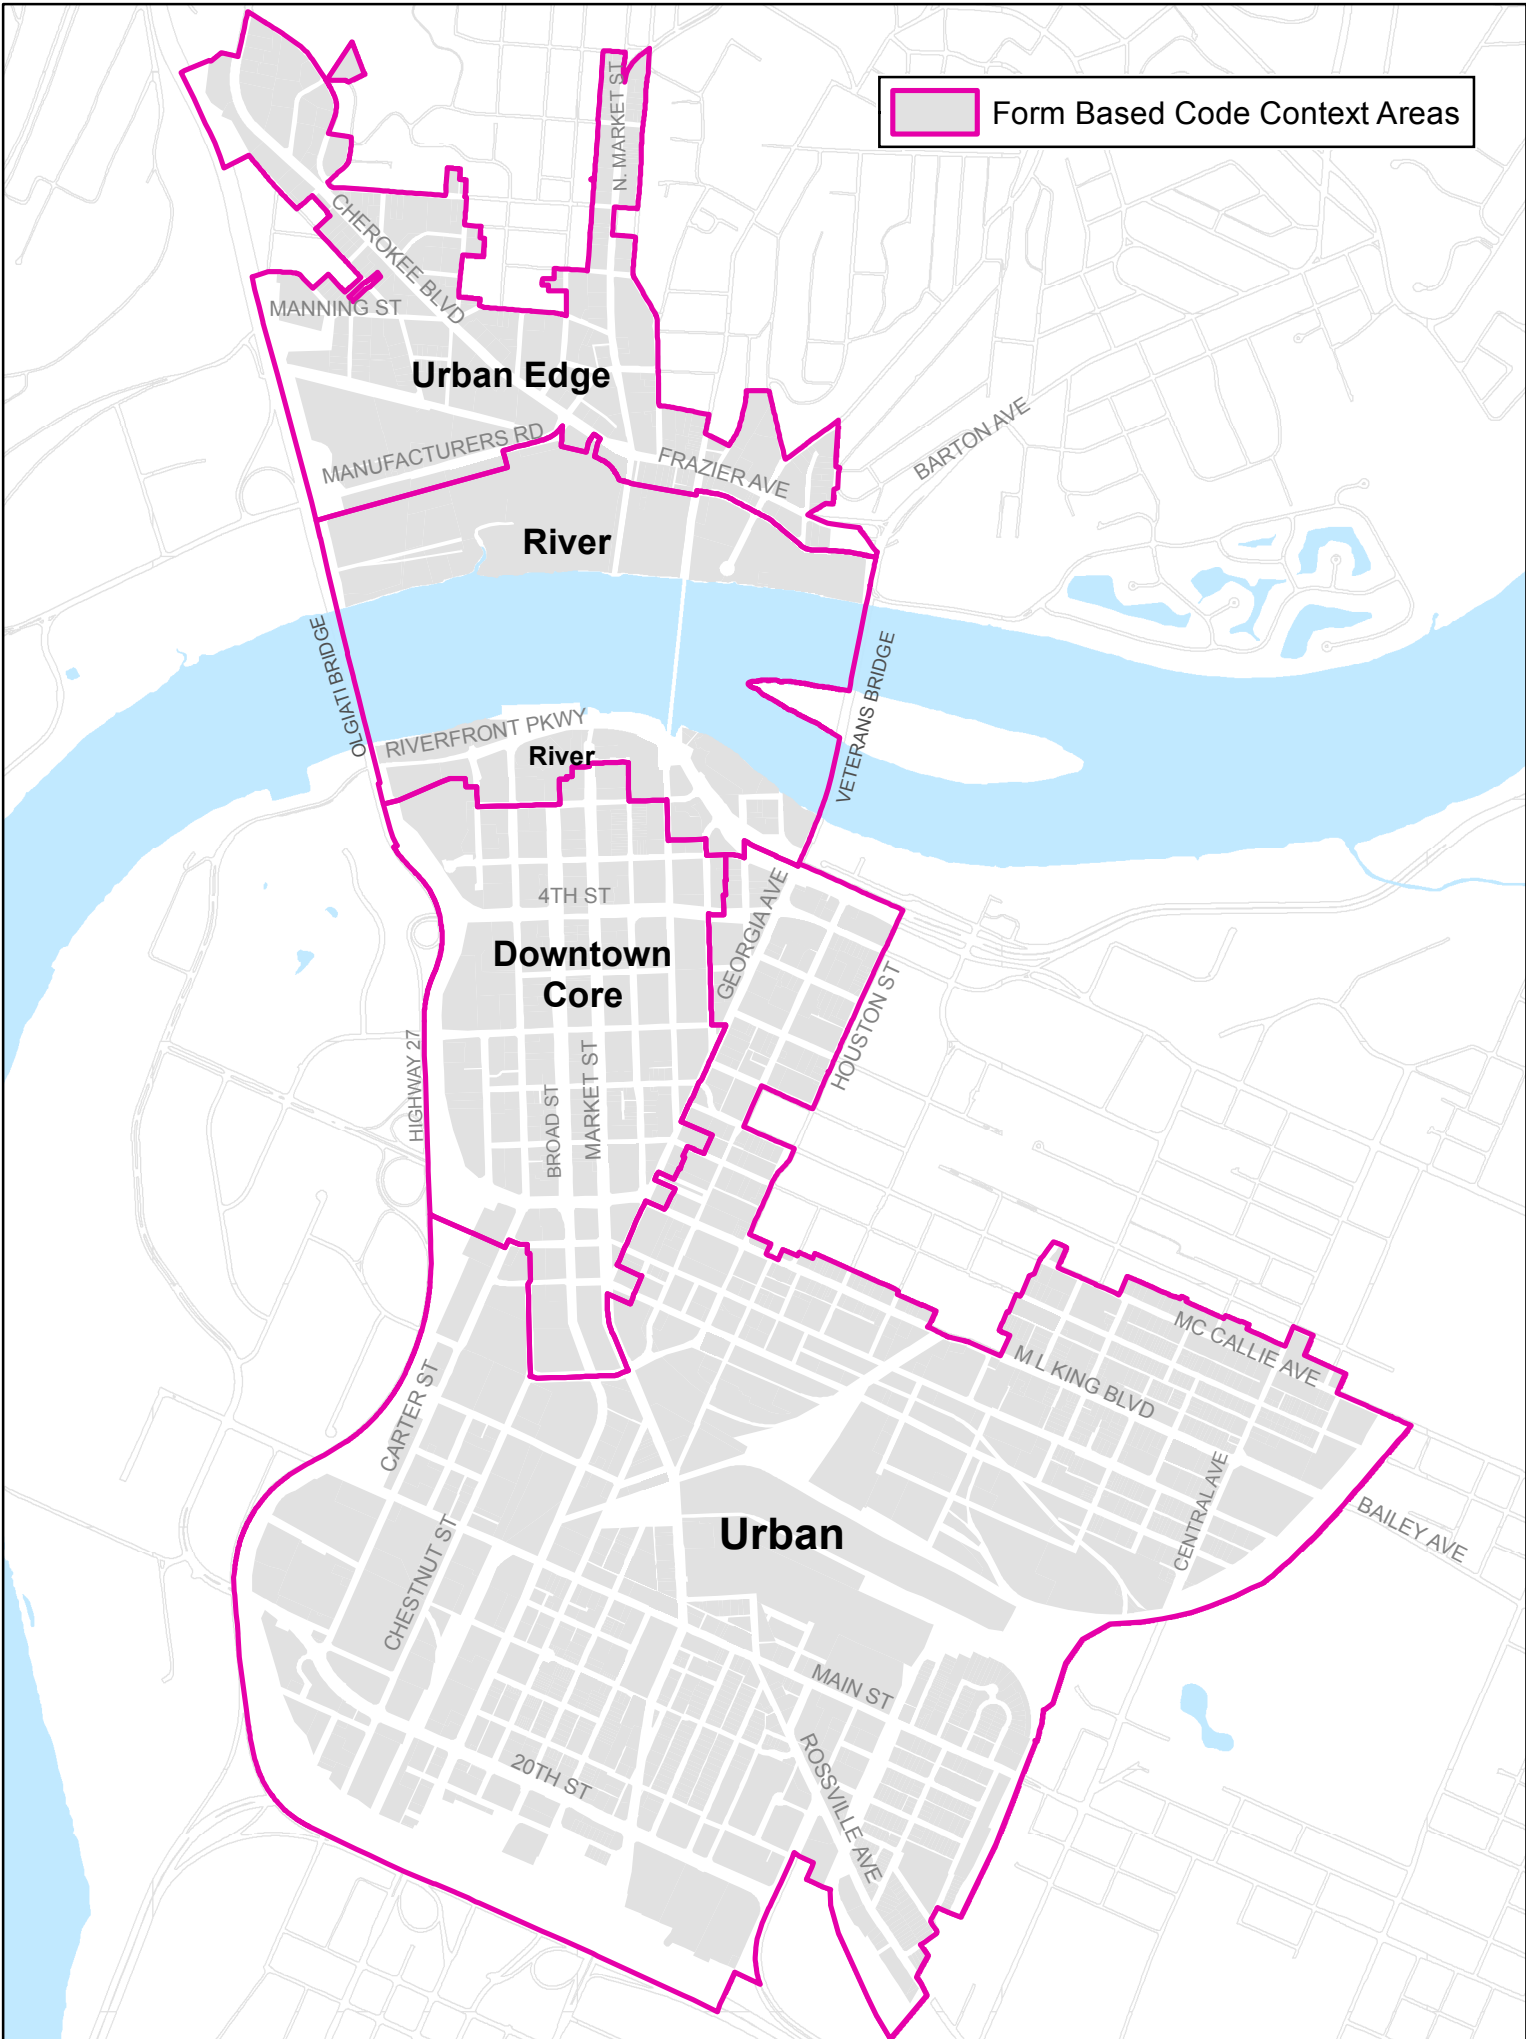 Form Based Code Context Areas
N. MARKET ST
CHEROKEE BLVD
MANNING ST
Urban Edge
MANUFACTURERS RD
FRAZIER AVE
BARTON AVE
River
OLGIATI BRIDGE
VETERANS BRIDGE
RIVERFRONT PKWY
River
4TH ST
GEORGIA AVE
Downtown
Core
HOUSTON ST
HIGHWAY 27
BROAD ST
MARKET ST
MC CALLIE AVE
M L KING BLVD
CARTER ST
CENTRAL AVE
BAILEY AVE
Urban
CHESTNUT ST
MAIN ST
20TH ST
ROSSVILLE AVE